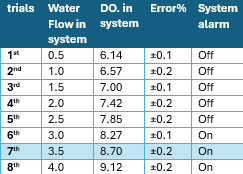 trials Water Flow in system DO. in system Error% System alarm
1st 0.5 6.14 ±0.1 Off
2nd 1.0 6.57 ±0.2 Off
3rd 1.5 7.00 ±0.1 Off
4th 2.0 7.42 ±0.2 Off
5th 2.5 7.85 ±0.2 Off
6th 3.0 8.27 ±0.1 On
7th 3.5 8.70 ±0.2 On
8th 4.0 9.12 ±0.2 On